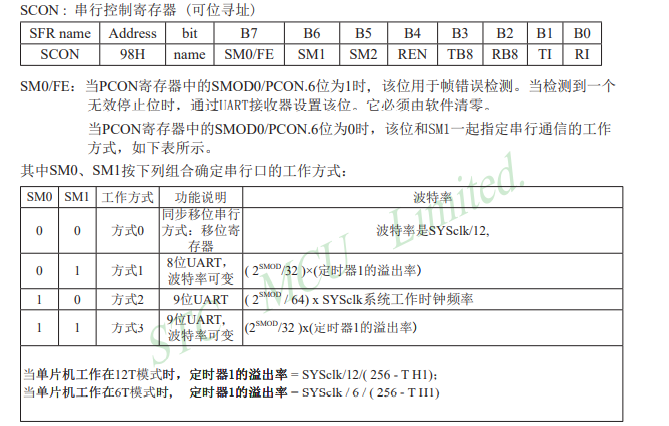 SCON : 串行控制寄存器 (可位寻址)
SFR name Address bit B7 B6 B5 B4 B3 B2 B1 B0
SCON 98H name SM0/FE SM1 SM2 REN TB8 RB8 TI RI
SM0/FE: 当PCON寄存器中的SMOD0/PCON.6位为1时, 该位用于帧错误检测。当检测到一个
无效停止位时, 通过UART接收器设置该位。它必须由软件清零。
当PCON寄存器中的SMOD0/PCON.6位为0时, 该位和SM1一起指定串行通信的工作
方式, 如下表所示。
其中SM0、SM1按下列组合确定串行口的工作方式:
SM0 SM1 工作方式 功能说明 波特率
0 0 方式0 同步移位串行
方式: 移位寄
存器 波特率是SYSclk/12,
0 1 方式1 8位UART,
波特率可变 ( 2SMOD/32 )×(定时器1的溢出率)
1 0 方式2 9位UART ( 2SMOD / 64) x SYSclk系统工作时钟频率
1 1 方式3 9位UART,
波特率可变 (2SMOD/32 )x(定时器1的溢出率)
当单片机工作在12T模式时, 定时器1的溢出率 = SYSclk/12/( 256 - T H1);
当单片机工作在6T模式时, 定时器1的溢出率 = SYSclk / 6 / ( 256 - T H1)
STC MCU Limited.